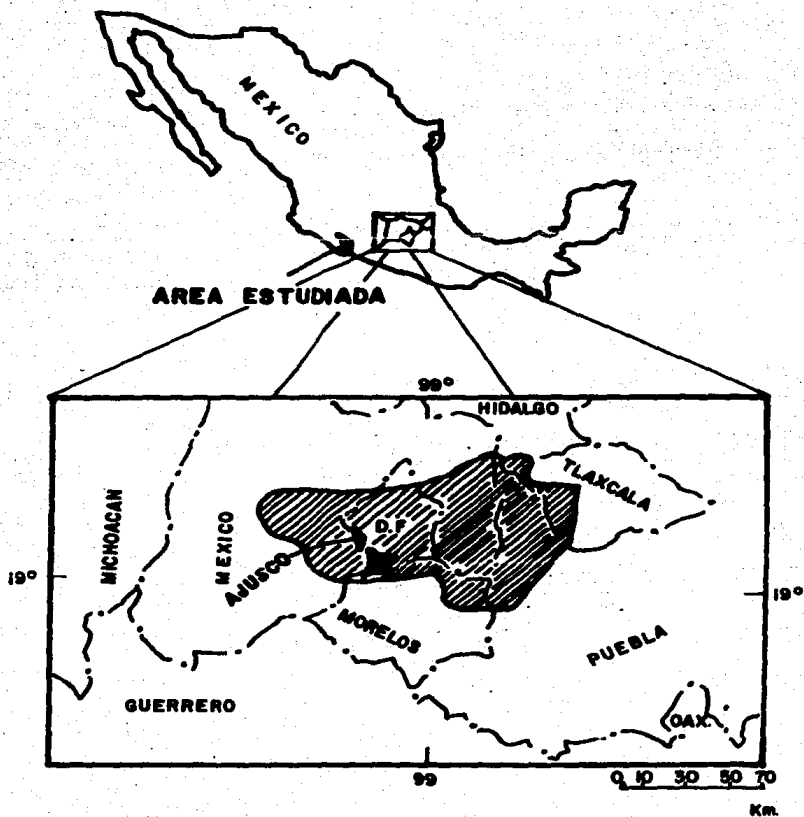 MEXICO
AREA ESTUDIADA
99°
HIDALGO
TLAXCALA
MICHOACAN
MEXICO
D.F
AJUSCO
19°
19°
MORELOS
PUEBLA
GUERRERO
OAX.
99
0 10 30 50 70
Km.